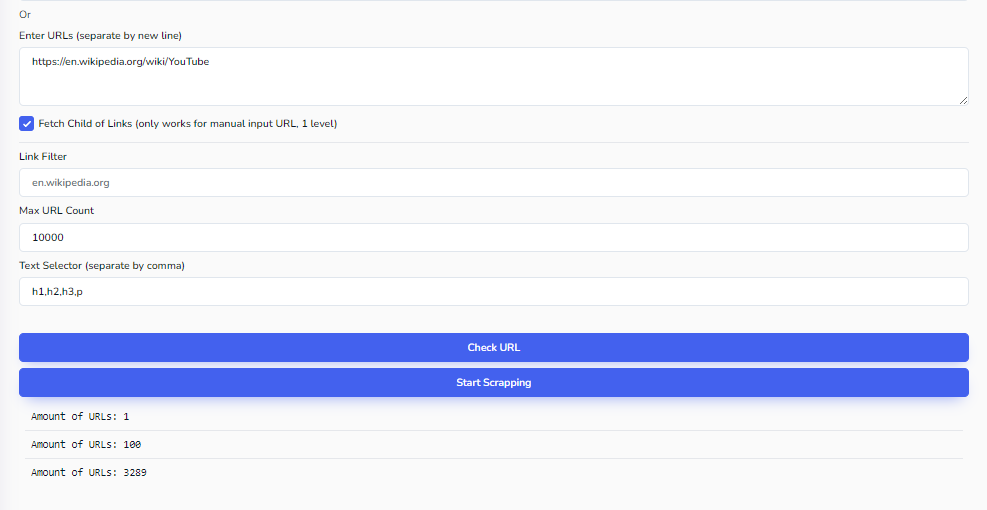 Or
Enter URLs (separate by new line)
https://en.wikipedia.org/wiki/YouTube
Fetch Child of Links (only works for manual input URL, 1 level)
Link Filter
en.wikipedia.org
Max URL Count
10000
Text Selector (separate by comma)
h1,h2,h3,p
Check URL
Start Scrapping
Amount of URLs: 1
Amount of URLs: 100
Amount of URLs: 3289